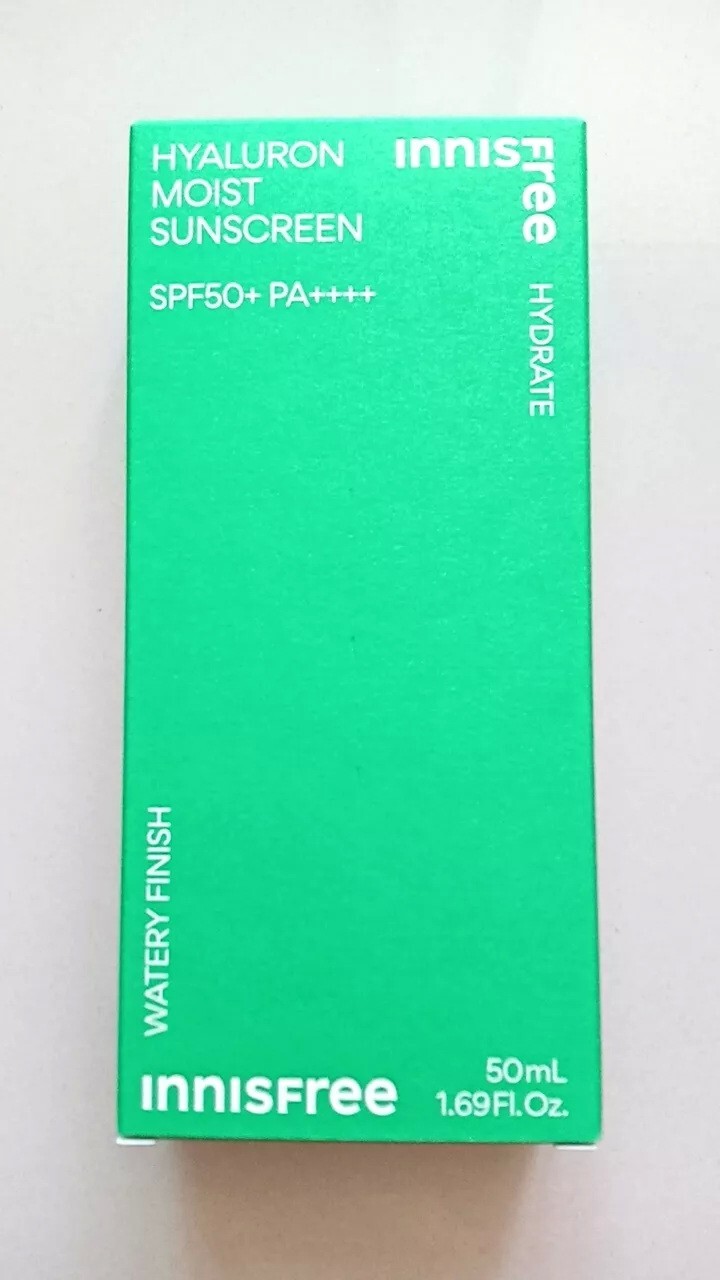 HYALURON
MOIST
SUNSCREEN
SPF50+ PA++++
innisFree
HYDRATE
WATERY FINISH
innisFree
50mL
1.69Fl.Oz.